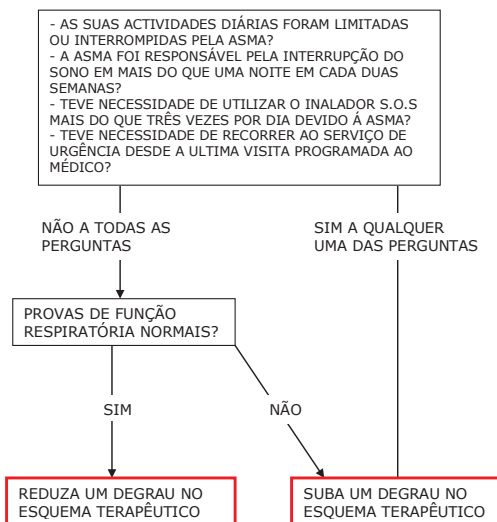 - AS SUAS ACTIVIDADES DIÁRIAS FORAM LIMITADAS
OU INTERROMPIDAS PELA ASMA?
- A ASMA FOI RESPONSÁVEL PELA INTERRUPÇÃO DO
SONO EM MAIS DO QUE UMA NOITE EM CADA DUAS
SEMANAS?
- TEVE NECESSIDADE DE UTILIZAR O INALADOR S.O.S
MAIS DO QUE TRÊS VEZES POR DIA DEVIDO Á ASMA?
- TEVE NECESSIDADE DE RECORRER AO SERVIÇO DE
URGÊNCIA DESDE A ULTIMA VISITA PROGRAMADA AO
MÉDICO?
NÃO A TODAS AS
PERGUNTAS
SIM A QUALQUER
UMA DAS PERGUNTAS
PROVAS DE FUNÇÃO
RESPIRATÓRIA NORMAIS?
SIM
NÃO
REDUZA UM DEGRAU NO
ESQUEMA TERAPÊUTICO
SUBA UM DEGRAU NO
ESQUEMA TERAPÊUTICO